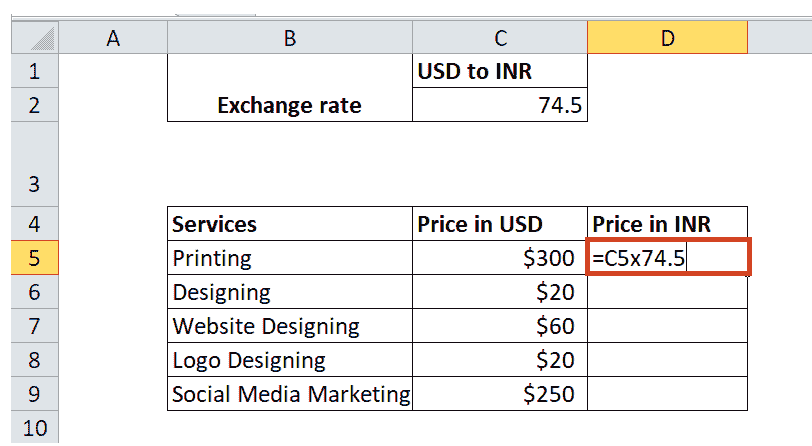 A B C D
1 USD to INR
2 Exchange rate 74.5
3
4 Services Price in USD Price in INR
5 Printing $300 =C5x74.5
6 Designing $20
7 Website Designing $60
8 Logo Designing $20
9 Social Media Marketing $250
10